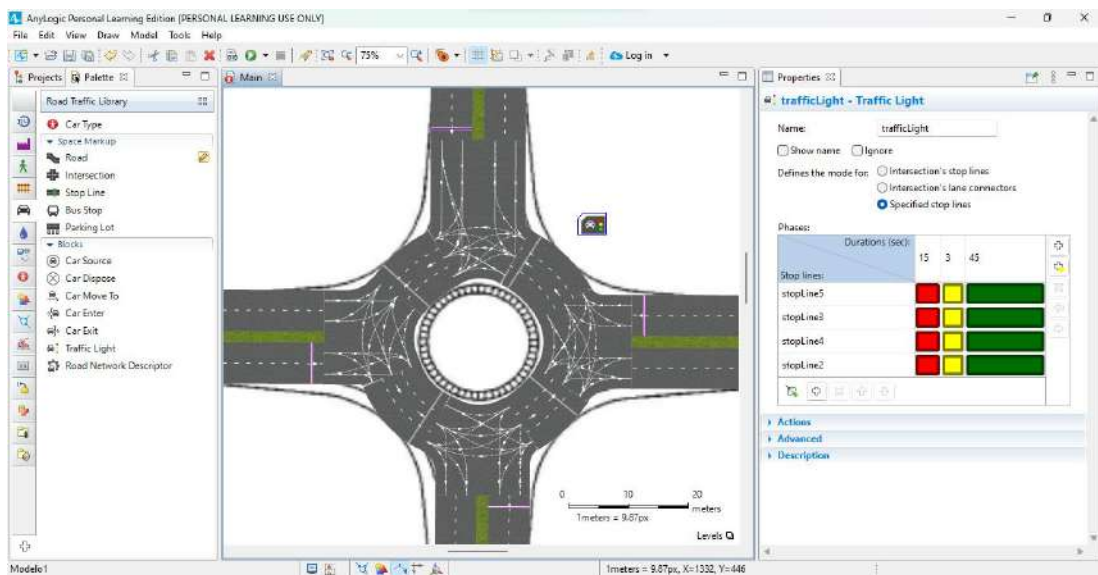 AnyLogic Personal Learning Edition [PERSONAL LEARNING USE ONLY]
File Edit View Draw Model Tools Help
75%
Log in
Projects Palette
Main
Properties
Road Traffic Library
Car Type
Space Markup
Road
Intersection
Stop Line
Bus Stop
Parking Lot
Blocks
Car Source
Car Dispose
Car Move To
Car Enter
Car Exit
Traffic Light
Road Network Descriptor
0 10 20
meters
1meters = 9.87px
Levels
trafficLight - Traffic Light
Name: trafficLight
Show name Ignore
Defines the mode for: Intersection's stop lines
Intersection's lane connectors
Specified stop lines
Phases:
Durations (sec):
15 3 45
Stop lines:
stopLine5
stopLine3
stopLine4
stopLine2
Actions
Advanced
Description
Modelo1
1meters = 9.87px, X=1332, Y=446